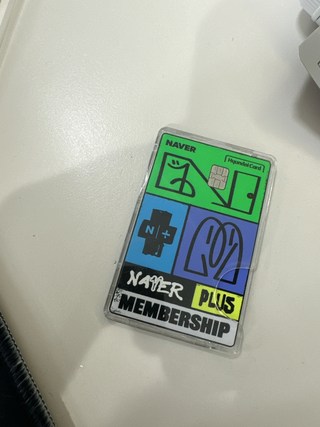 NAVER
HyundaiCard
N +
NAVER PLUS
MEMBERSHIP